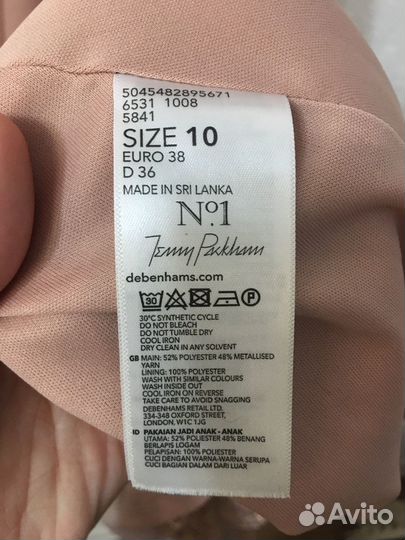 5045482895671
6531 1008
5841
SIZE 10
EURO 38
D 36
MADE IN SRI LANKA
Nº1
Jenny Packham
debenhams.com
30
P
30°C SYNTHETIC CYCLE
DO NOT BLEACH
DO NOT TUMBLE DRY
COOL IRON
DRY CLEAN IN ANY SOLVENT
GB MAIN: 52% POLYESTER 48% METALLISED
YARN
LINING: 100% POLYESTER
WASH WITH SIMILAR COLOURS
WASH INSIDE OUT
COOL IRON ON REVERSE
TAKE CARE TO AVOID SNAGGING
DEBENHAMS RETAIL LTD.
334-348 OXFORD STREET,
LONDON, W1C 1JG
ID PAKAIAN JADI ANAK - ANAK
UTAMA: 52% POLYESTER 48% BENANG
BERLAPIS LOGAM
PELAPISAN: 100% POLYESTER
CUCI DENGAN WARNA-WARNA SERUPA
CUCI BAGIAN DALAM DARI LUAR
Avito